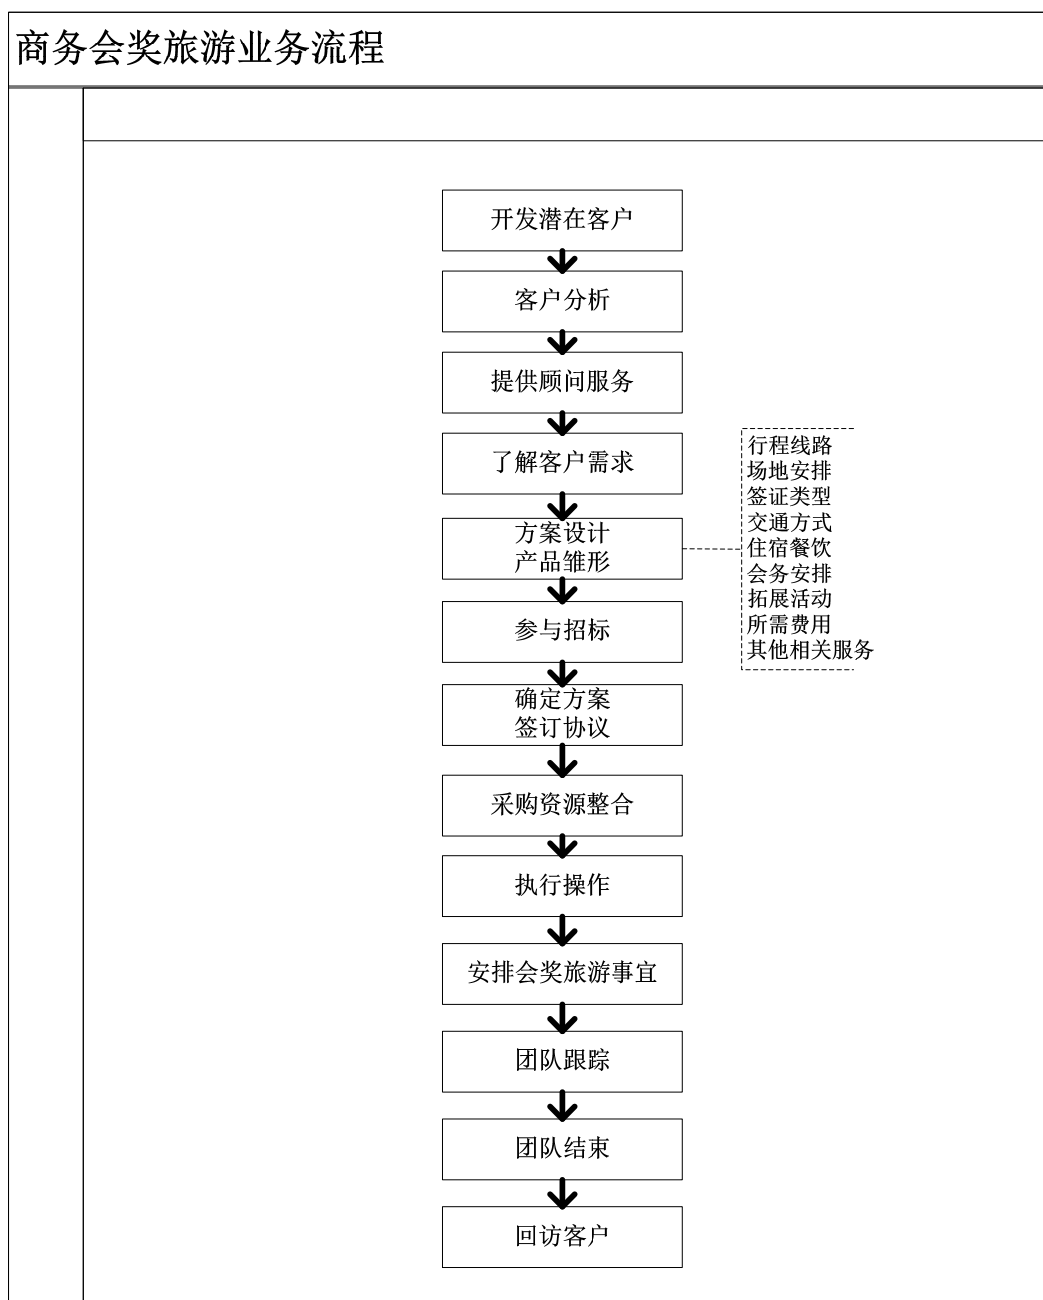 商务会奖旅游业务流程
开发潜在客户
客户分析
提供顾问服务
了解客户需求
方案设计
产品雏形
行程线路
场地安排
签证类型
交通方式
住宿餐饮
会务安排
拓展活动
所需费用
其他相关服务
参与招标
确定方案
签订协议
采购资源整合
执行操作
安排会奖旅游事宜
团队跟踪
团队结束
回访客户